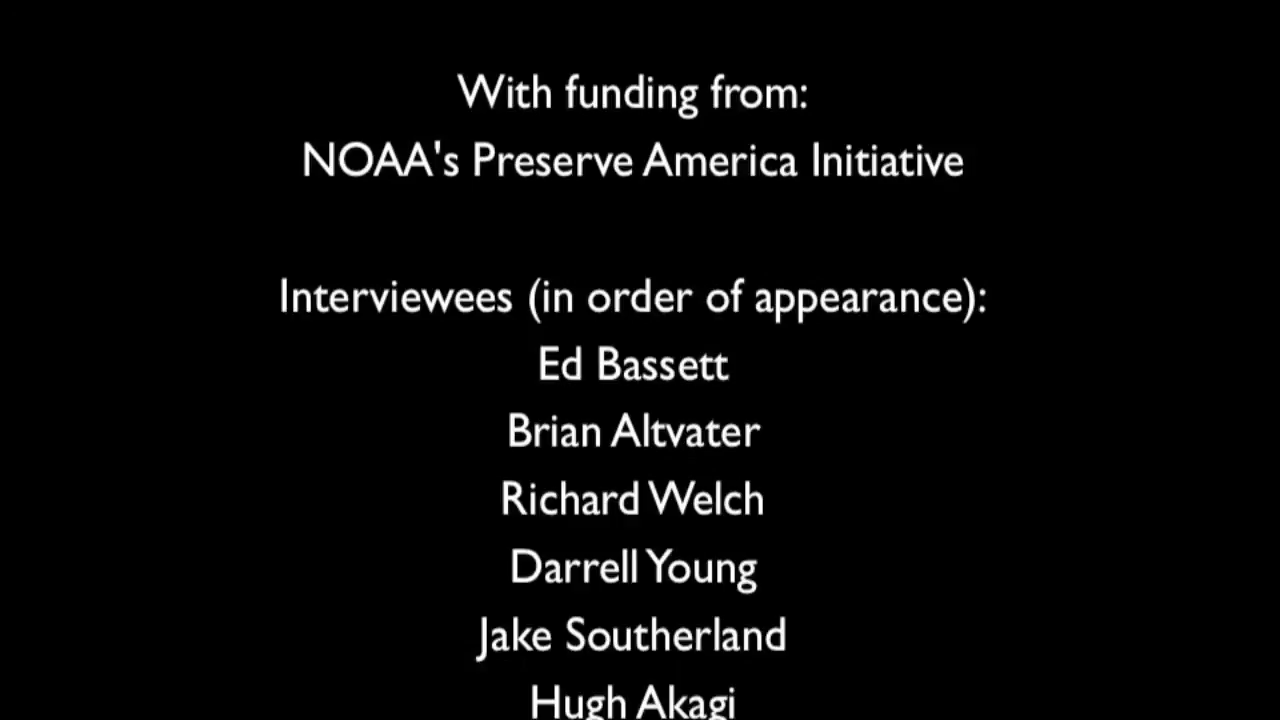 With funding from:
NOAA's Preserve America Initiative
Interviewees (in order of appearance):
Ed Bassett
Brian Altvater
Richard Welch
Darrell Young
Jake Southerland
Hugh Akagi